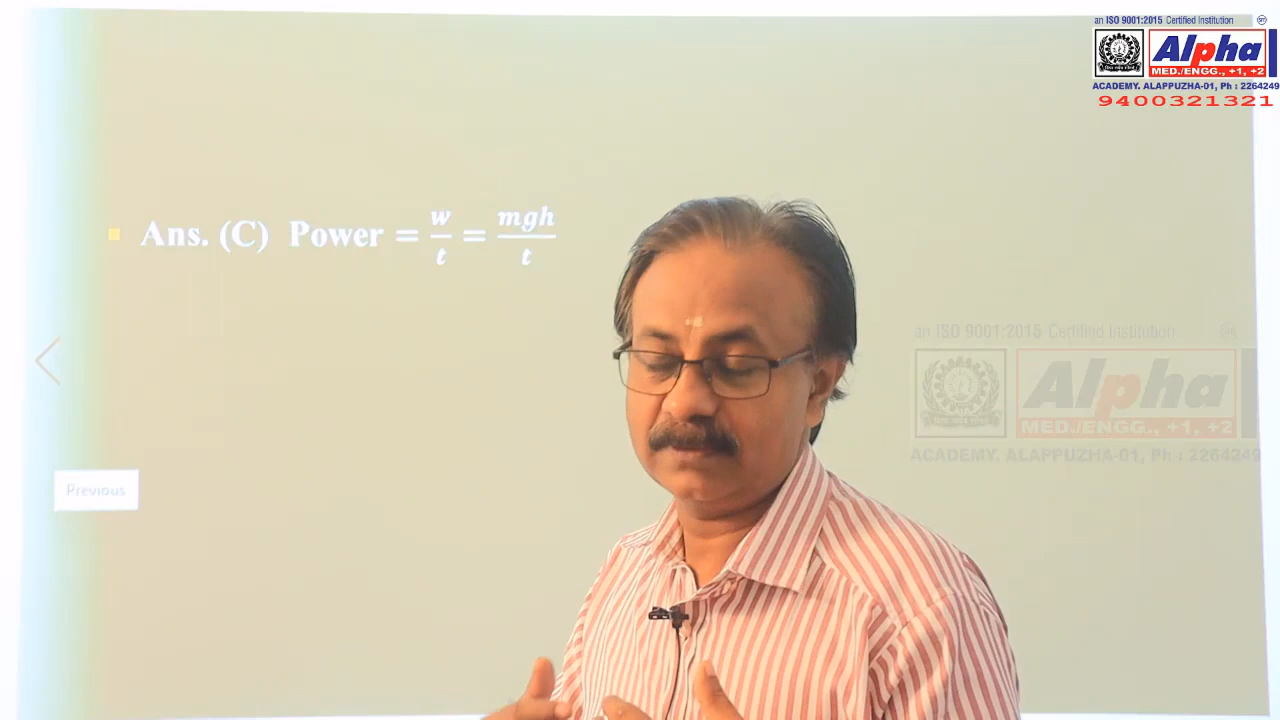 an ISO 9001:2015 Certified Institution
Alpha
MED./ENGG., +1, +2
ACADEMY. ALAPPUZHA-01, Ph : 2264249
9400321321
Ans. (C) Power = w/t = mgh/t
an ISO 9001:2015 Certified Institution
Alpha
MED./ENGG., +1, +2
ACADEMY. ALAPPUZHA-01, Ph : 2264249
Previous